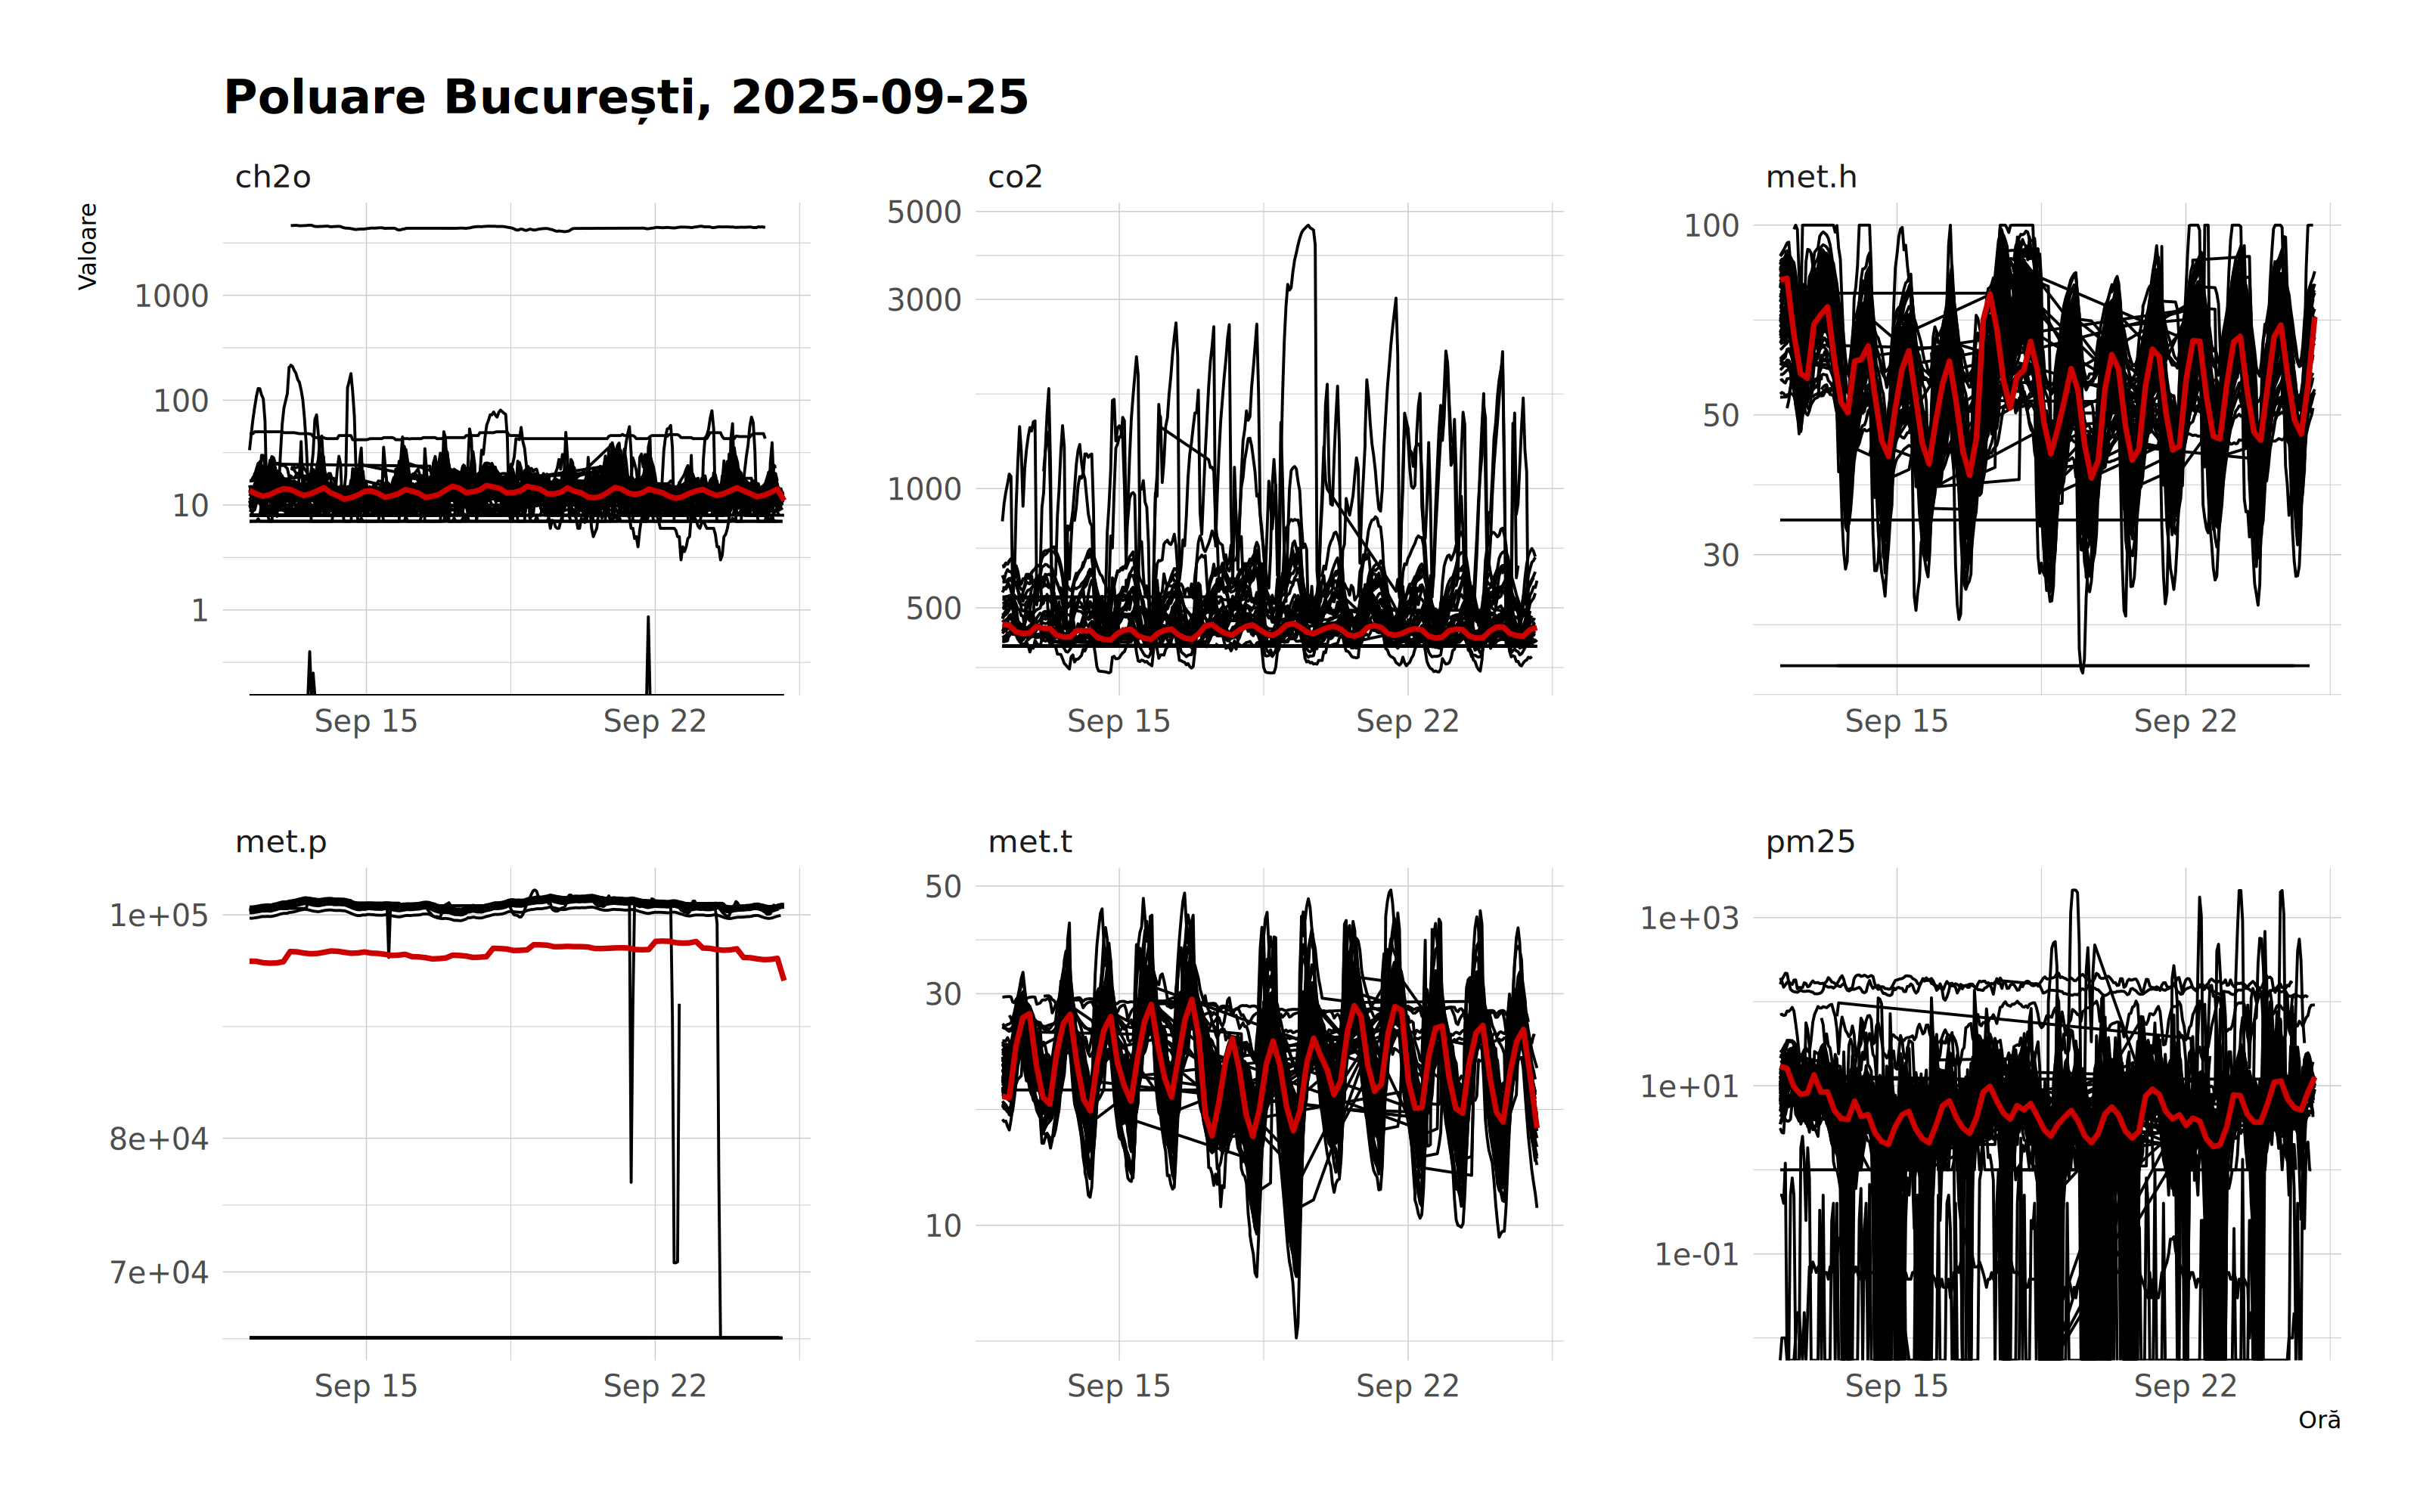 Poluare București, 2025-09-25
Valoare
ch2o
1000
100
10
1
Sep 15 Sep 22
co2
5000
3000
1000
500
Sep 15 Sep 22
met.h
100
50
30
Sep 15 Sep 22
met.p
1e+05
8e+04
7e+04
Sep 15 Sep 22
met.t
50
30
10
Sep 15 Sep 22
pm25
1e+03
1e+01
1e-01
Sep 15 Sep 22
Oră